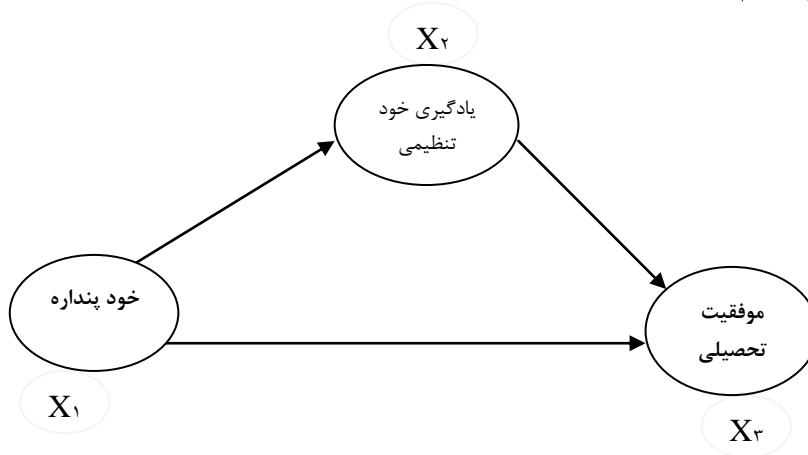 X۲
یادگیری خود
تنظیمی
خود پنداره
موفقیت
تحصیلی
X۱
X۳